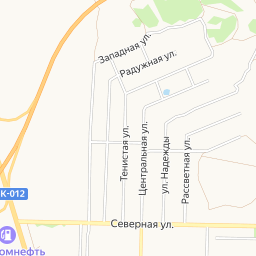 Западная ул.
Радужная ул.
Тенистая ул.
Центральная ул.
ул. Надежды
Рассветная ул.
К-012
Северная ул.
омнефть